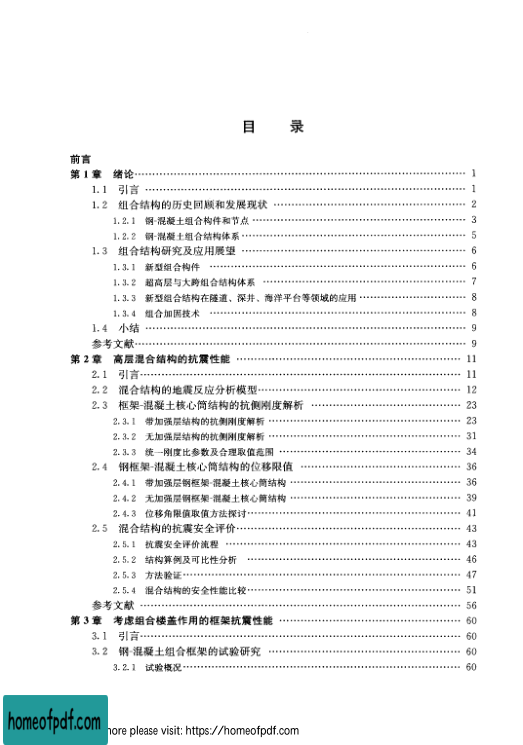 目 录
前言
第1章 绪论 1
1.1 引言 1
1.2 组合结构的历史回顾和发展现状 2
1.2.1 钢-混凝土组合构件和节点 3
1.2.2 钢-混凝土组合结构体系 5
1.3 组合结构研究及应用展望 6
1.3.1 新型组合构件 6
1.3.2 超高层与大跨组合结构体系 7
1.3.3 新型组合结构在隧道、深井、海洋平台等领域的应用 8
1.3.4 组合加固技术 8
1.4 小结 9
参考文献 9
第2章 高层混合结构的抗震性能 11
2.1 引言 11
2.2 混合结构的地震反应分析模型 12
2.3 框架-混凝土核心筒结构的抗侧刚度解析 23
2.3.1 带加强层结构的抗侧刚度解析 23
2.3.2 无加强层结构的抗侧刚度解析 31
2.3.3 统一刚度比参数及合理取值范围 34
2.4 钢框架-混凝土核心筒结构的位移限值 36
2.4.1 带加强层钢框架-混凝土核心筒结构 36
2.4.2 无加强层钢框架-混凝土核心筒结构 39
2.4.3 位移角限值取值方法探讨 41
2.5 混合结构的抗震安全评价 43
2.5.1 抗震安全评价流程 43
2.5.2 结构算例及可比性分析 46
2.5.3 方法验证 47
2.5.4 混合结构的安全性能比较 51
参考文献 56
第3章 考虑组合楼盖作用的框架抗震性能 60
3.1 引言 60
3.2 钢-混凝土组合框架的试验研究 60
3.2.1 试验概况 60
homeofpdf.com
more please visit: https://homeofpdf.com